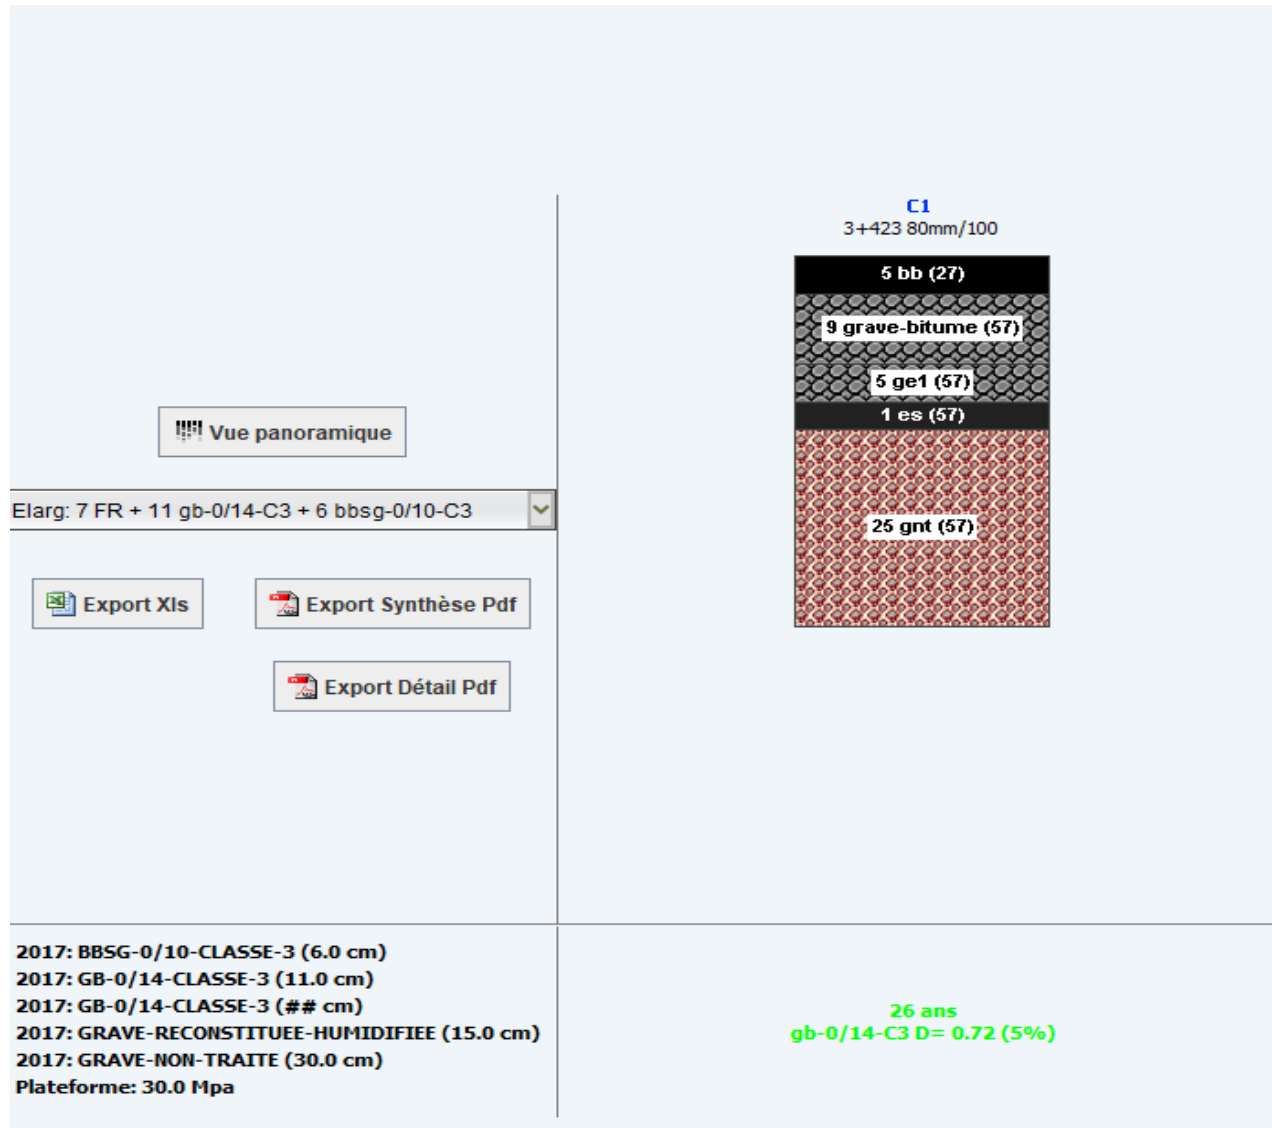 C1
3+423 80mm/100
5 bb (27)
9 grave-bitume (57)
5 ge1 (57)
1 es (57)
25 gnt (57)
Vue panoramique
Elarg: 7 FR + 11 gb-0/14-C3 + 6 bbsg-0/10-C3
Export Xls
Export Synthèse Pdf
Export Détail Pdf
2017: BBSG-0/10-CLASSE-3 (6.0 cm)
2017: GB-0/14-CLASSE-3 (11.0 cm)
2017: GB-0/14-CLASSE-3 (## cm)
2017: GRAVE-RECONSTITUEE-HUMIDIFIEE (15.0 cm)
2017: GRAVE-NON-TRAITE (30.0 cm)
Plateforme: 30.0 Mpa
26 ans
gb-0/14-C3 D= 0.72 (5%)